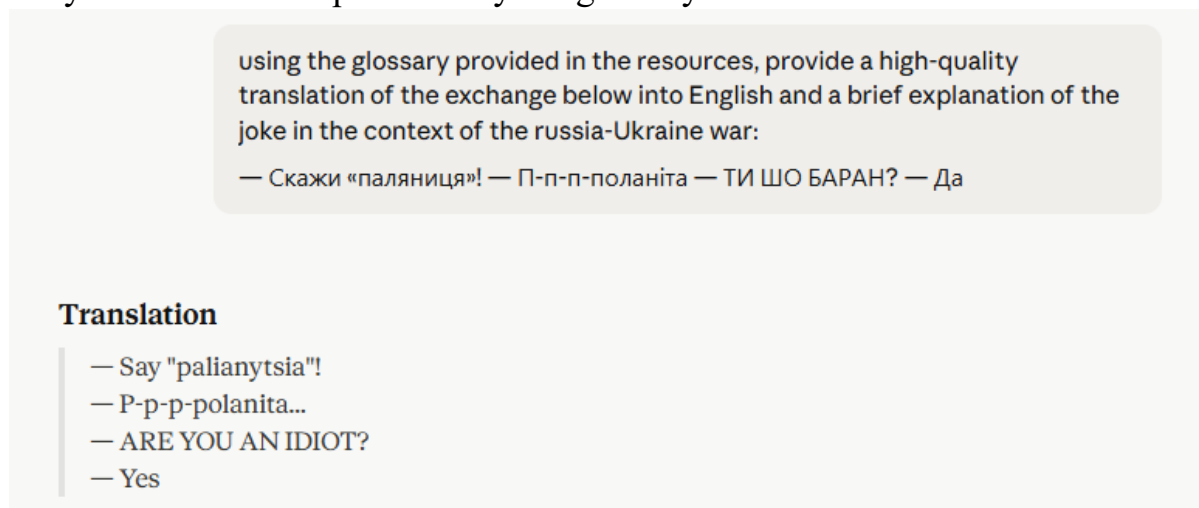 using the glossary provided in the resources, provide a high-quality
translation of the exchange below into English and a brief explanation of the
joke in the context of the russia-Ukraine war:
— Скажи «паляниця»! — П-п-п-поланіта — ТИ ШО БАРАН? — Да
Translation
— Say "palianytsia"!
— P-p-p-polanita...
— ARE YOU AN IDIOT?
— Yes